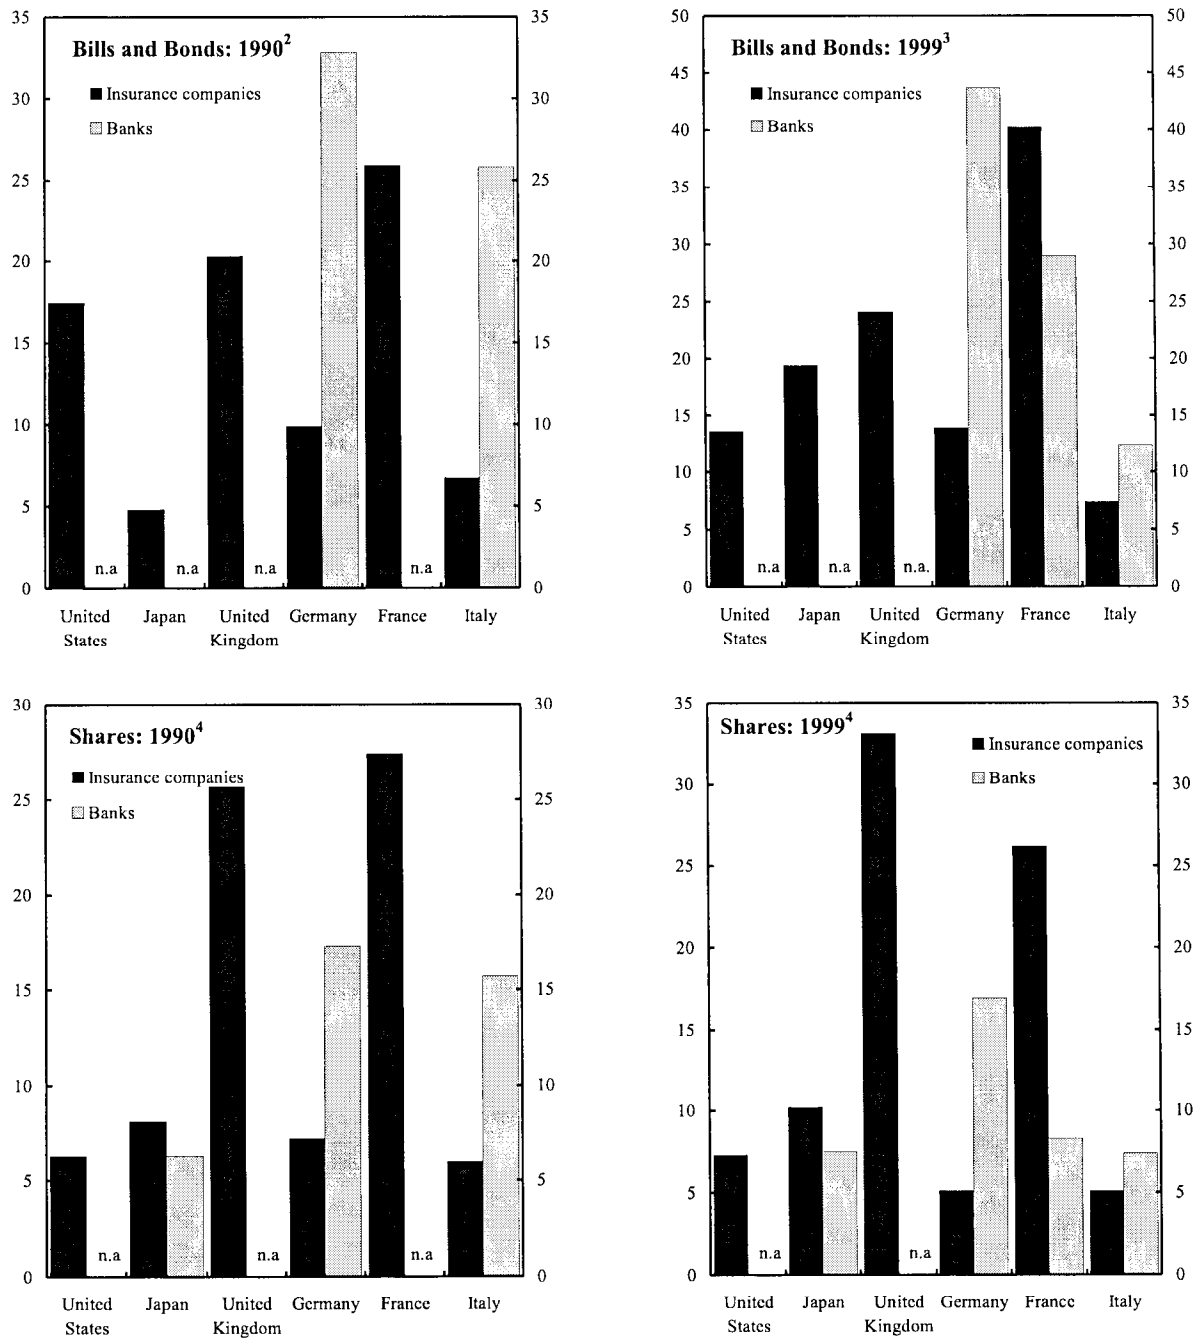 Bills and Bonds: 1990²
Insurance companies
Banks
35
30
25
20
15
10
5
0
35
30
25
20
15
10
5
0
n.a
n.a
n.a
n.a
United States
Japan
United Kingdom
Germany
France
Italy
Bills and Bonds: 1999³
Insurance companies
Banks
50
45
40
35
30
25
20
15
10
5
0
50
45
40
35
30
25
20
15
10
5
0
n.a
n.a
n.a.
United States
Japan
United Kingdom
Germany
France
Italy
Shares: 1990⁴
Insurance companies
Banks
30
25
20
15
10
5
0
30
25
20
15
10
5
0
n.a
n.a
n.a
United States
Japan
United Kingdom
Germany
France
Italy
Shares: 1999⁴
Insurance companies
Banks
35
30
25
20
15
10
5
0
35
30
25
20
15
10
5
0
n.a
n.a
United States
Japan
United Kingdom
Germany
France
Italy